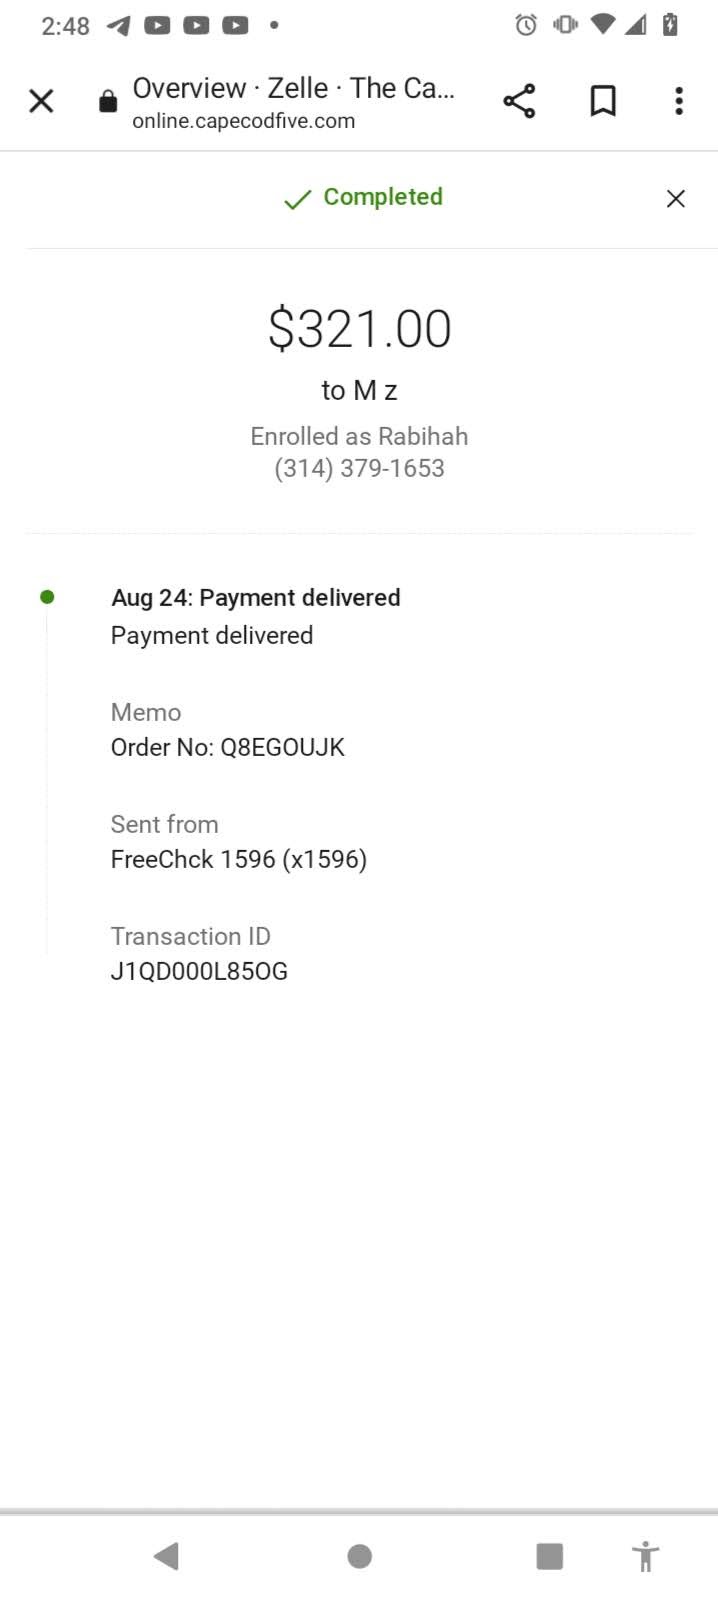 2:48
Overview · Zelle · The Ca...
online.capecodfive.com
Completed
$321.00
to M z
Enrolled as Rabihah
(314) 379-1653
Aug 24: Payment delivered
Payment delivered
Memo
Order No: Q8EGOUJK
Sent from
FreeChck 1596 (x1596)
Transaction ID
J1QD000L85OG